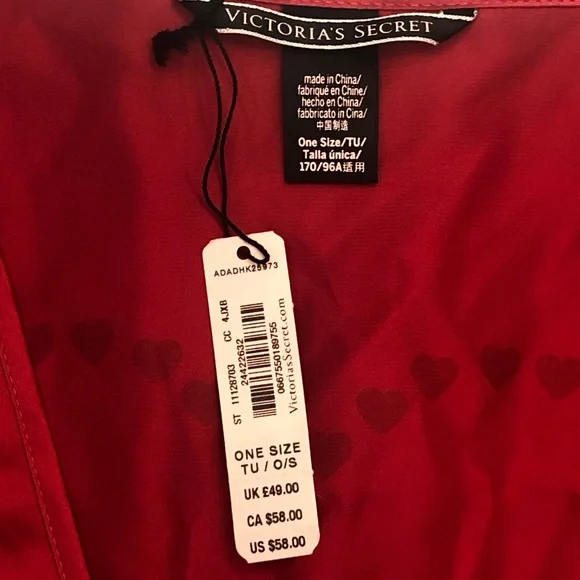 VICTORIA'S SECRET
made in China/
fabriqué en Chine/
hecho en China/
fabbricato in Cina/
中国制造
One Size/TU/
Talla única/
170/96A适用
ADADHK25973
ST 11128703 CC 4JXB
24422632
0667550189755
VictoriasSecret.com
ONE SIZE
TU / O/S
UK £49.00
CA $58.00
US $58.00